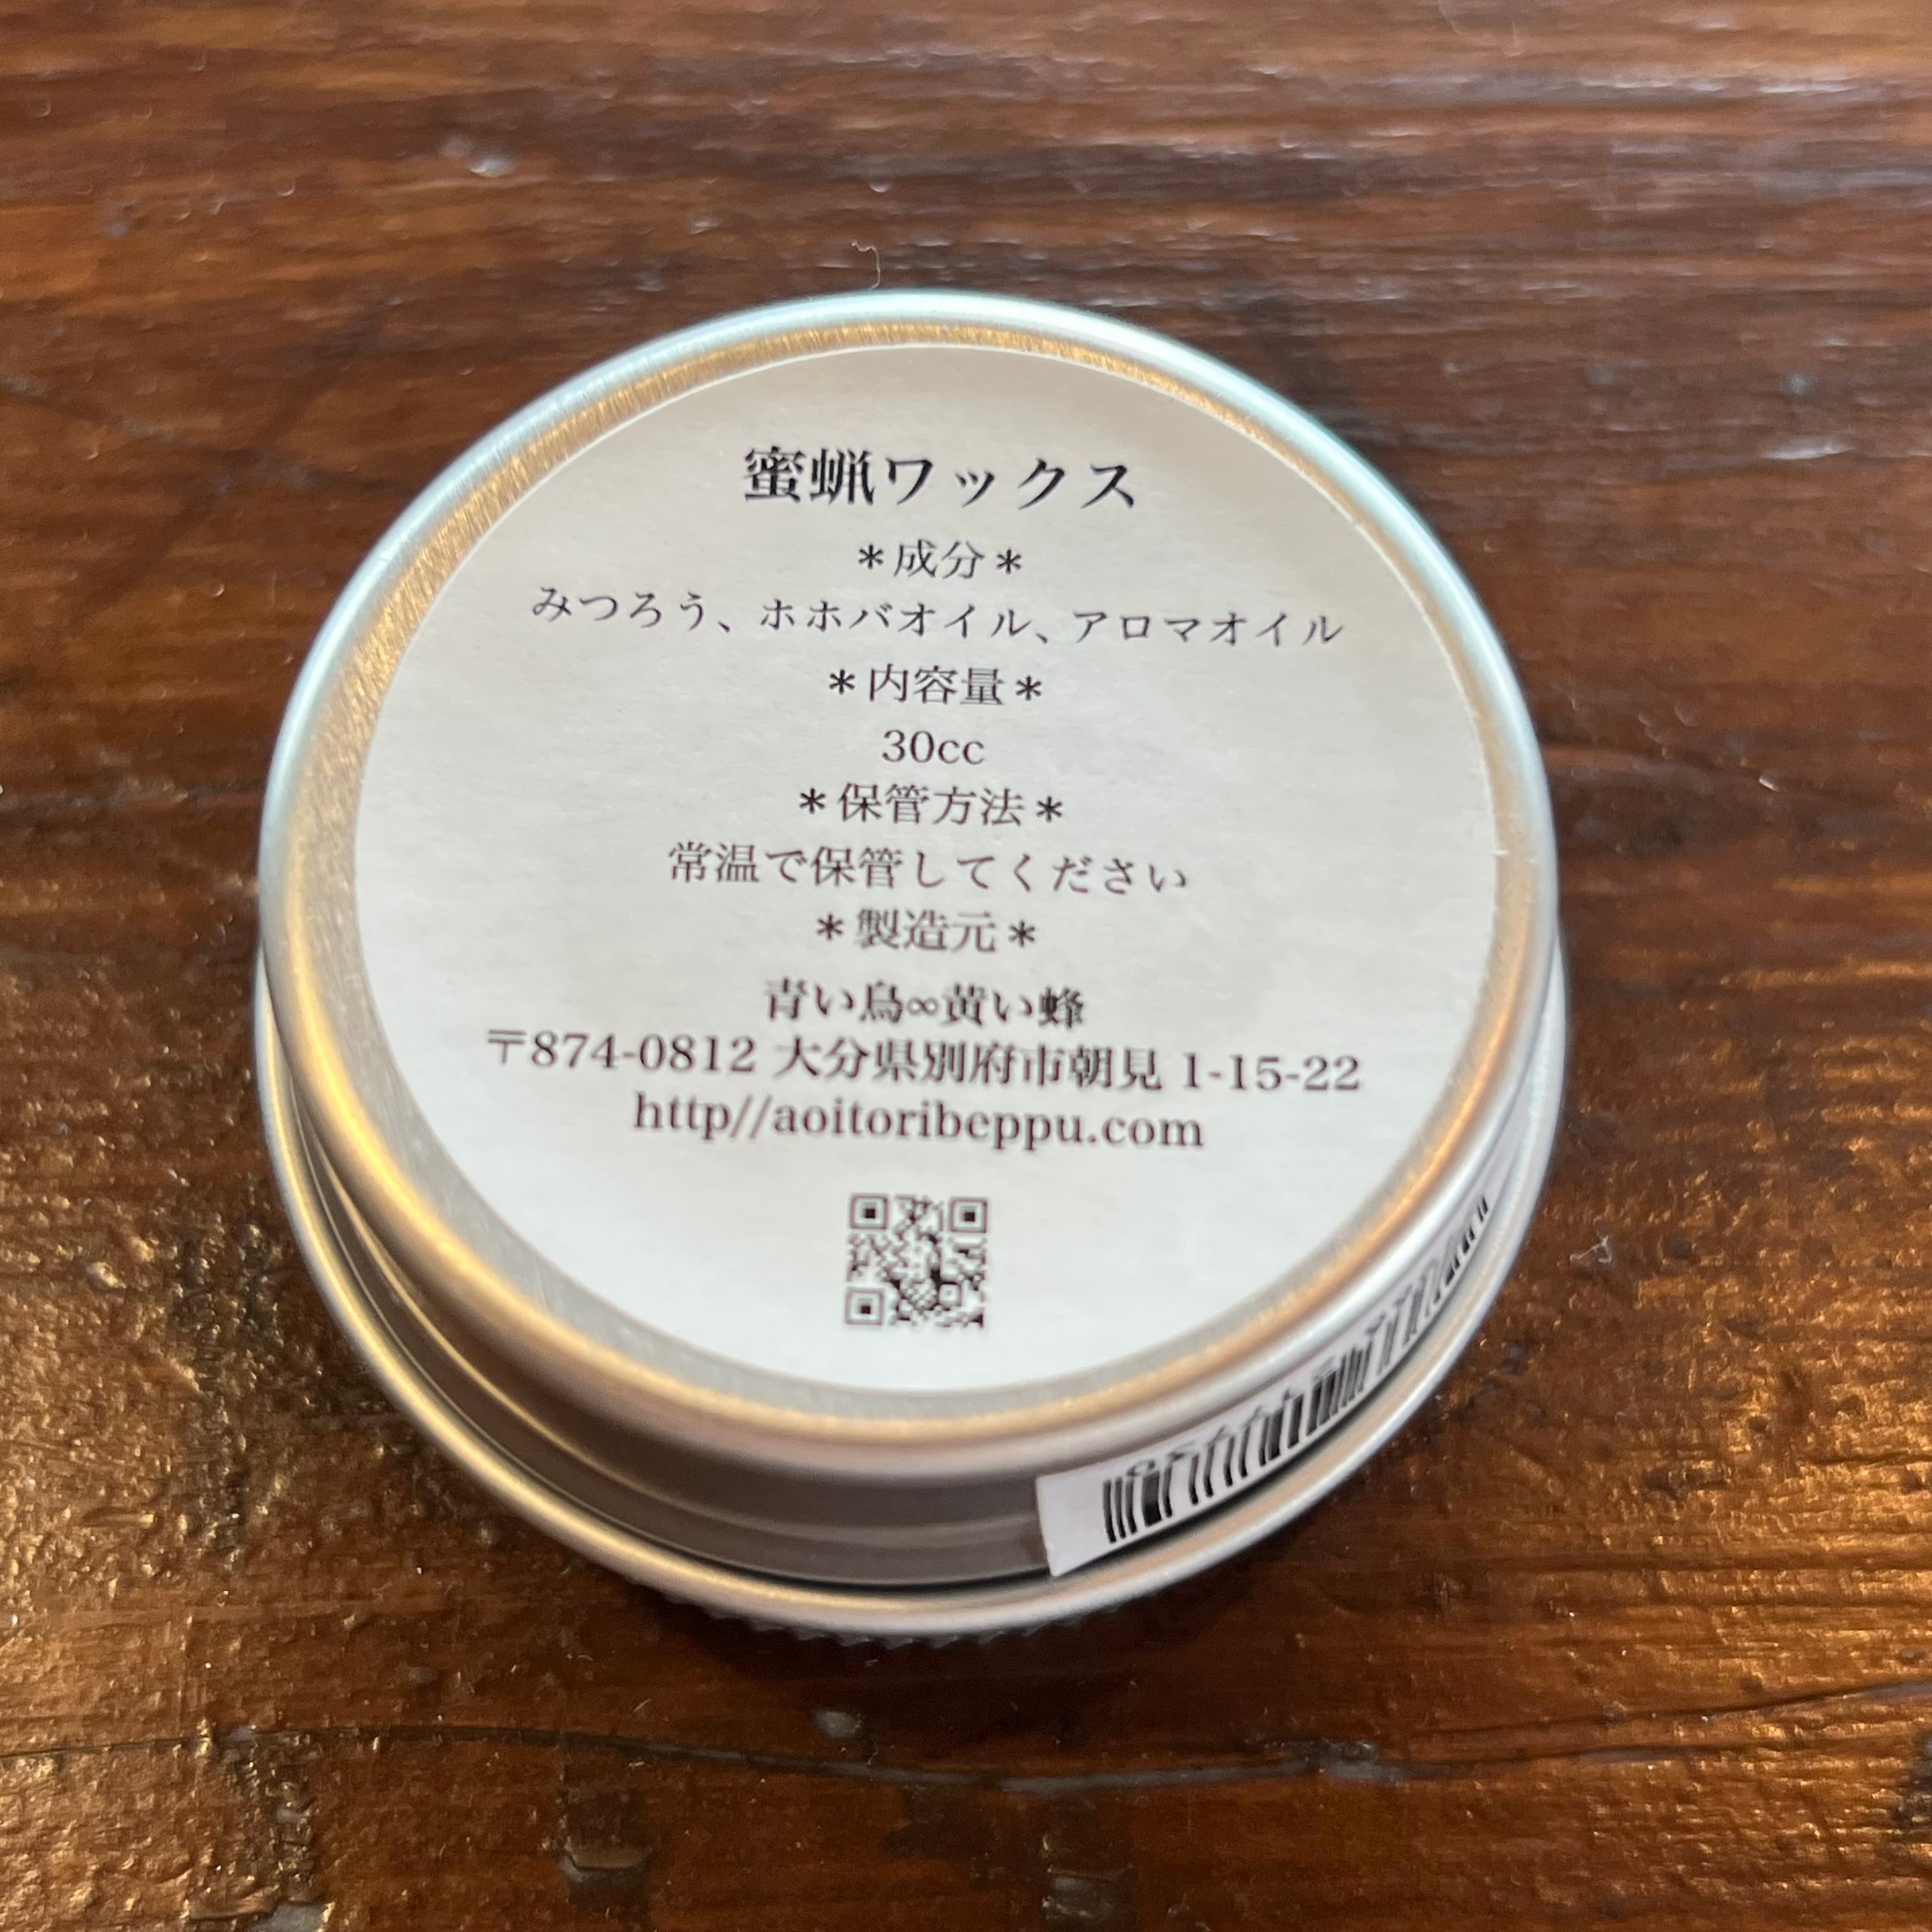 蜜蝋ワックス
＊成分＊
みつろう、ホホバオイル、アロマオイル
＊内容量＊
30cc
＊保管方法＊
常温で保管してください
＊製造元＊
青い鳥∞黄い蜂
〒874-0812 大分県別府市朝見 1-15-22
http//aoitoribeppu.com